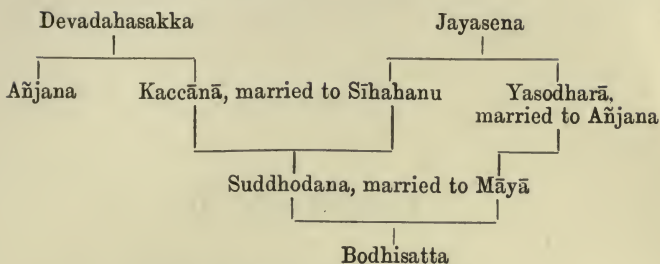 Devadahasakka Jayasena
Añjana Kaccānā, married to Sīhahanu Yasodharā,
married to Añjana
Suddhodana, married to Māyā
Bodhisatta